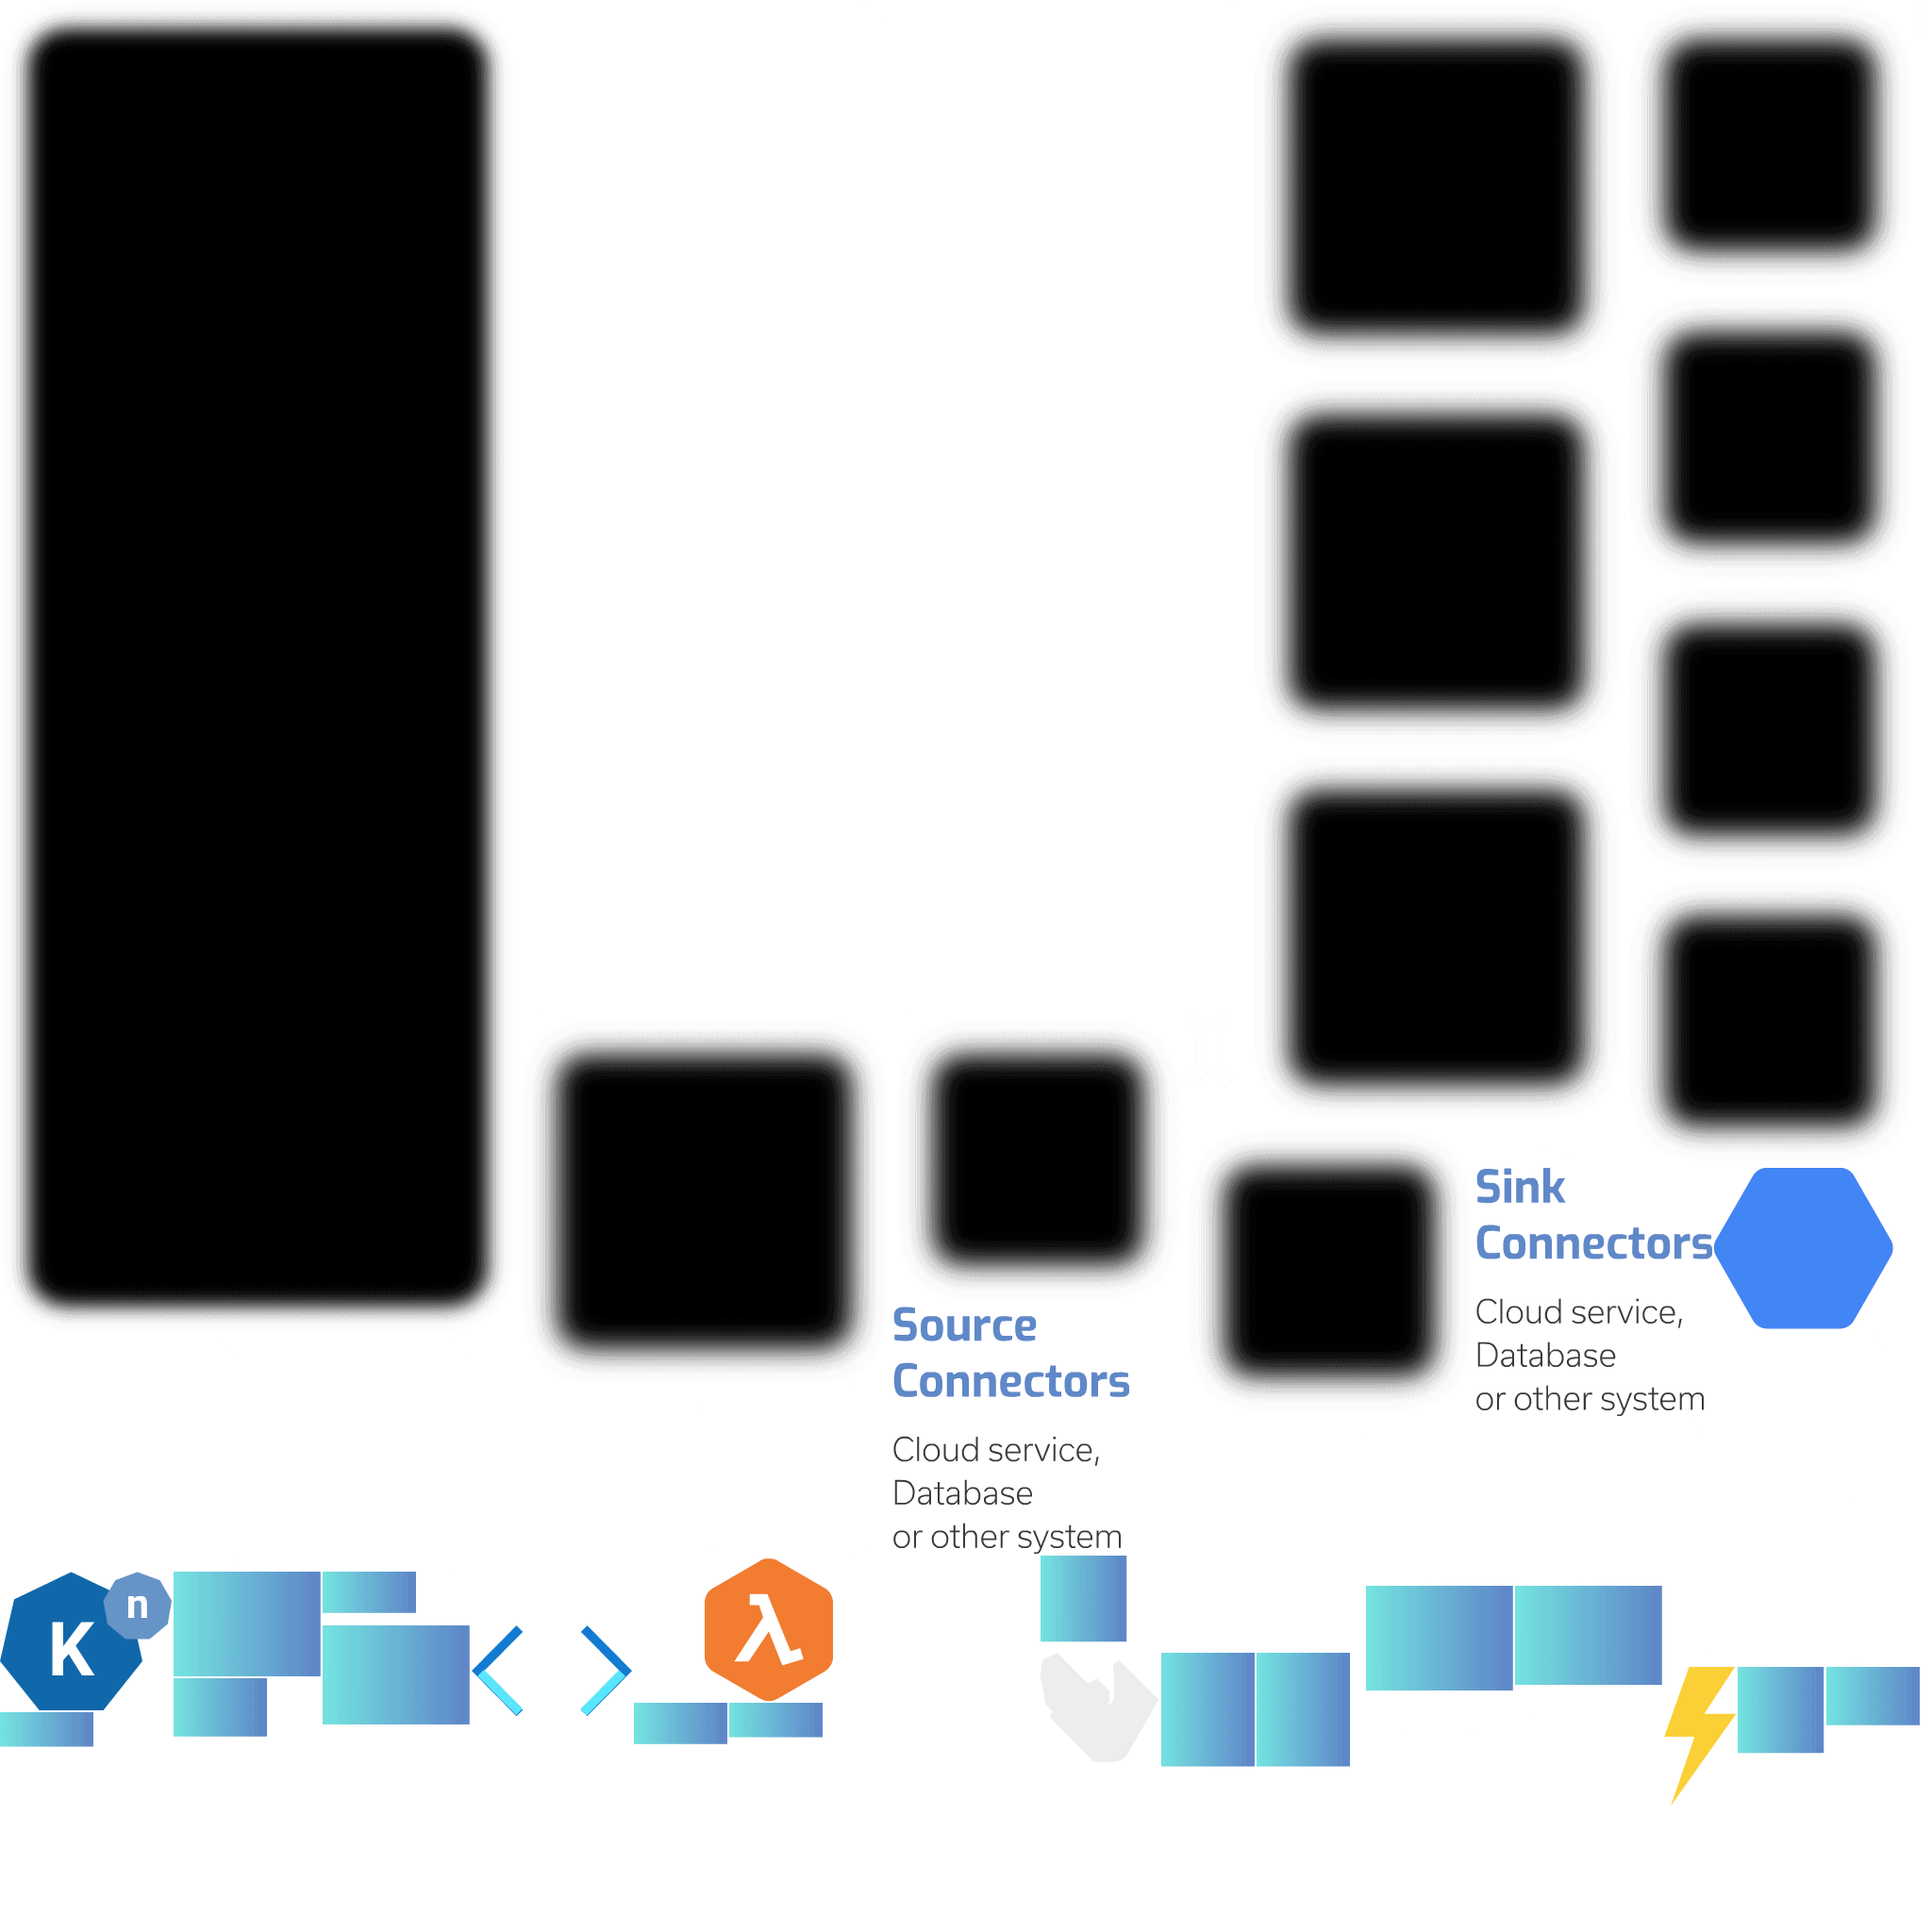 Sink
Connectors
Cloud service,
Database
or other system
Source
Connectors
Cloud service,
Database
or other system
n
K
λ